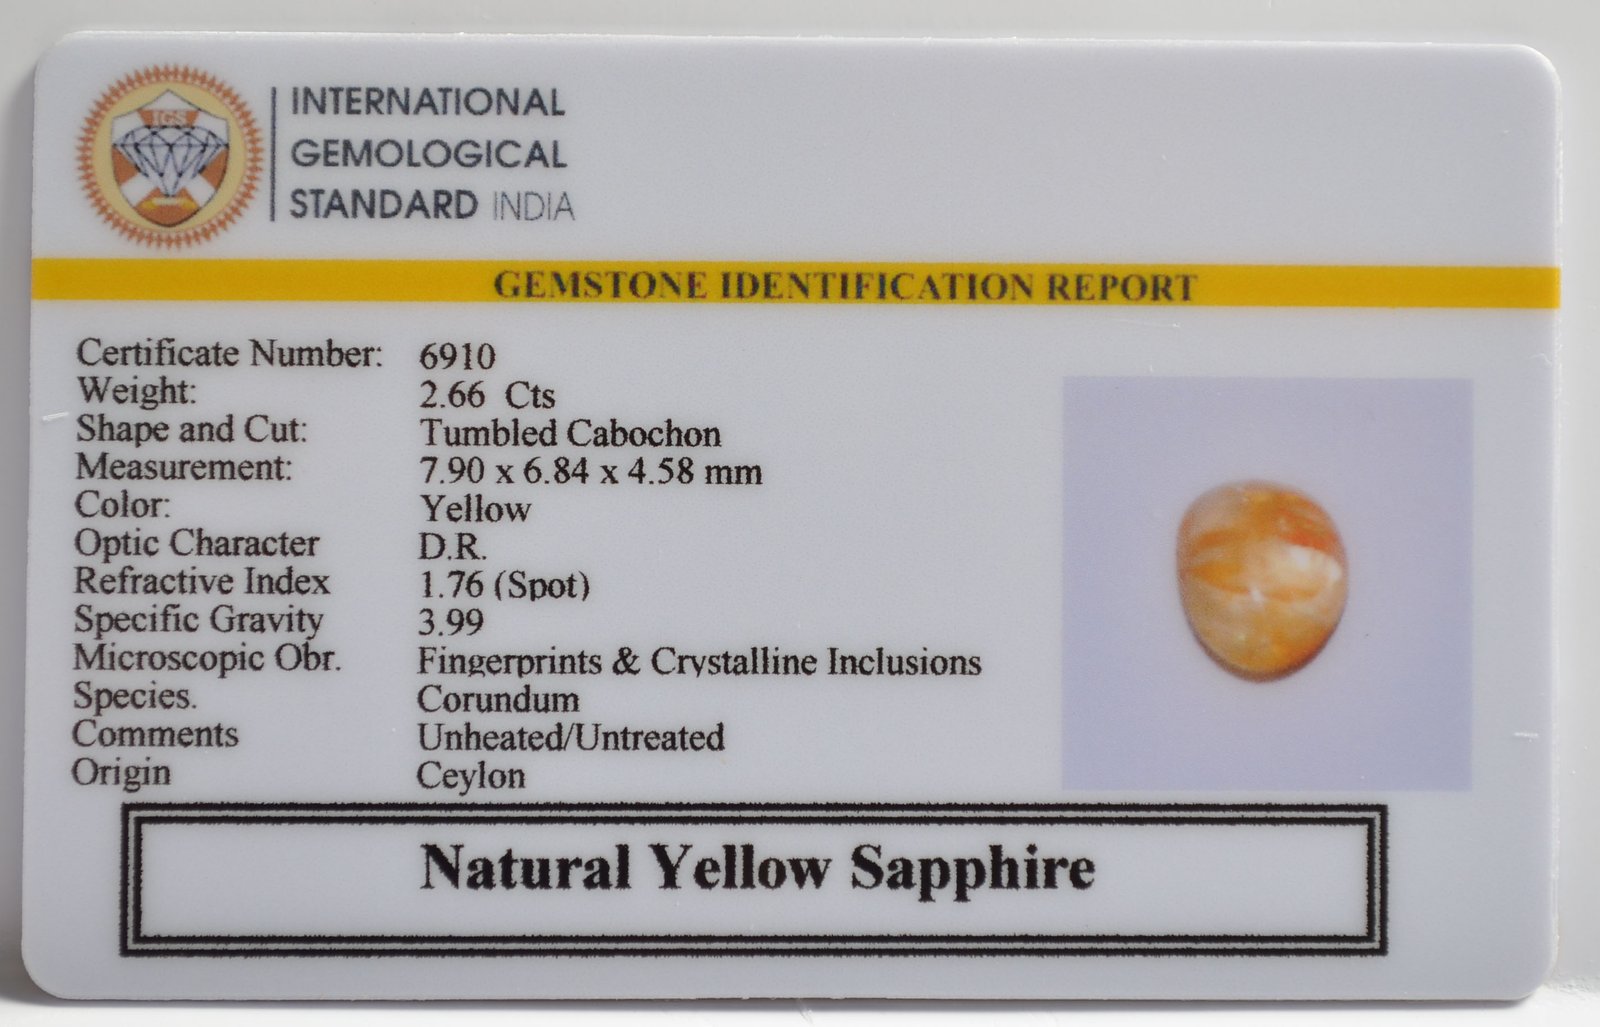 IGS
INTERNATIONAL
GEMOLOGICAL
STANDARD INDIA
GEMSTONE IDENTIFICATION REPORT
Certificate Number: 6910
Weight: 2.66 Cts
Shape and Cut: Tumbled Cabochon
Measurement: 7.90 x 6.84 x 4.58 mm
Color: Yellow
Optic Character D.R.
Refractive Index 1.76 (Spot)
Specific Gravity 3.99
Microscopic Obr. Fingerprints & Crystalline Inclusions
Species. Corundum
Comments Unheated/Untreated
Origin Ceylon
Natural Yellow Sapphire